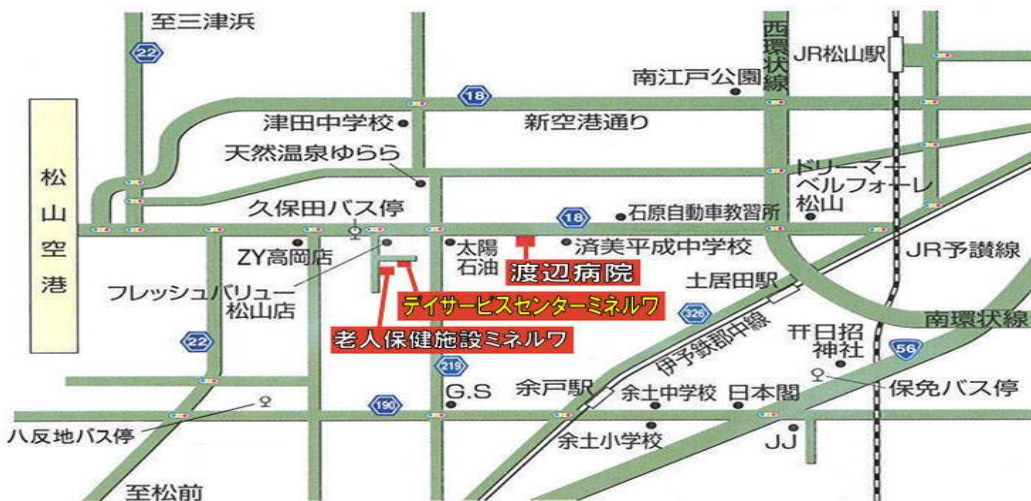 至三津浜
22
西環状線
JR松山駅
南江戸公園
18
新空港通り
津田中学校
天然温泉ゆらら
松山空港
ドリーマー
ベルフォーレ
松山
久保田バス停
18
石原自動車教習所
ZY高岡店
太陽
石油
済美平成中学校
渡辺病院
JR予讃線
フレッシュバリュー
松山店
デイサービスセンターミネルワ
土居田駅
老人保健施設ミネルワ
326
南環状線
22
伊予鉄郡中線
日招
神社
56
219
G.S
余戸駅
余土中学校
日本閣
保免バス停
190
八反地バス停
余土小学校
JJ
至松前